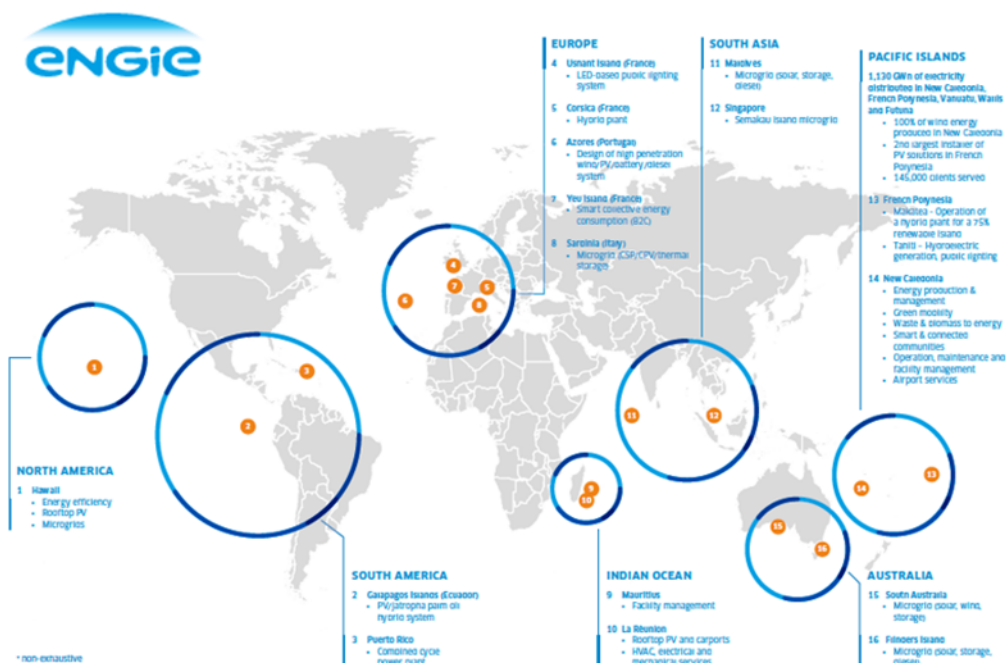 ENGIE
EUROPE
4 Usnant Island (France)
• LED-based public lighting
system
5 Corsica (France)
• Hybrid plant
6 Azores (Portugal)
• Design of high penetration
wind/PV/battery/diesel
system
7 Yeu Island (France)
• Smart collective energy
consumption (B2C)
8 Sardinia (Italy)
• Microgrid (CSP/CPV/thermal
storage)
SOUTH ASIA
11 Maldives
• Microgrid (solar, storage,
diesel)
12 Singapore
• Semakau Island microgrid
PACIFIC ISLANDS
1,130 GWh of electricity
distributed in New Caledonia,
French Polynesia, Vanuatu, Wallis
and Futuna
• 100% of wind energy
produced in New Caledonia
• 2nd largest installer of
PV solutions in French
Polynesia
• 145,000 clients served
13 French Polynesia
• Makatea - Operation of
a hybrid plant for a 75%
renewable island
• Tahiti - Hydroelectric
generation, public lighting
14 New Caledonia
• Energy production &
management
• Green mobility
• Waste & biomass to energy
• Smart & connected
communities
• Operation, maintenance and
facility management
• Airport services
4
7
5
6
8
1
3
2
11
12
9
10
14
13
15
16
NORTH AMERICA
1 Hawaii
• Energy efficiency
• Rooftop PV
• Microgrids
SOUTH AMERICA
2 Galapagos Islands (Ecuador)
• PV/jatropha palm oil
hybrid system
3 Puerto Rico
• Combined cycle
power plant
INDIAN OCEAN
9 Mauritius
• Facility management
10 La Réunion
• Rooftop PV and carports
• HVAC, electrical and
mechanical services
AUSTRALIA
15 South Australia
• Microgrid (solar, wind,
storage)
16 Flinders Island
• Microgrid (solar, storage,
diesel)
* non-exhaustive